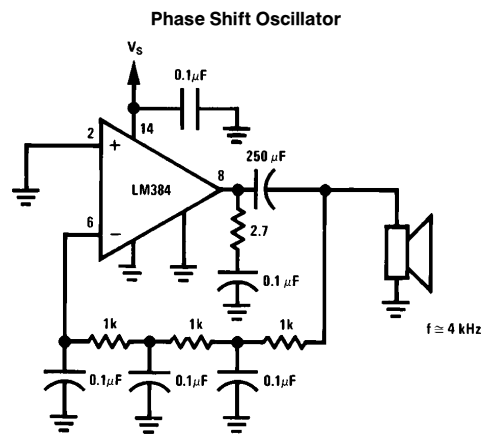 Phase Shift Oscillator
VS
0.1µF
14
2
+
LM384
8
250 µF
6
−
2.7
0.1 µF
1k
1k
1k
f ≅ 4 kHz
0.1µF
0.1µF
0.1µF